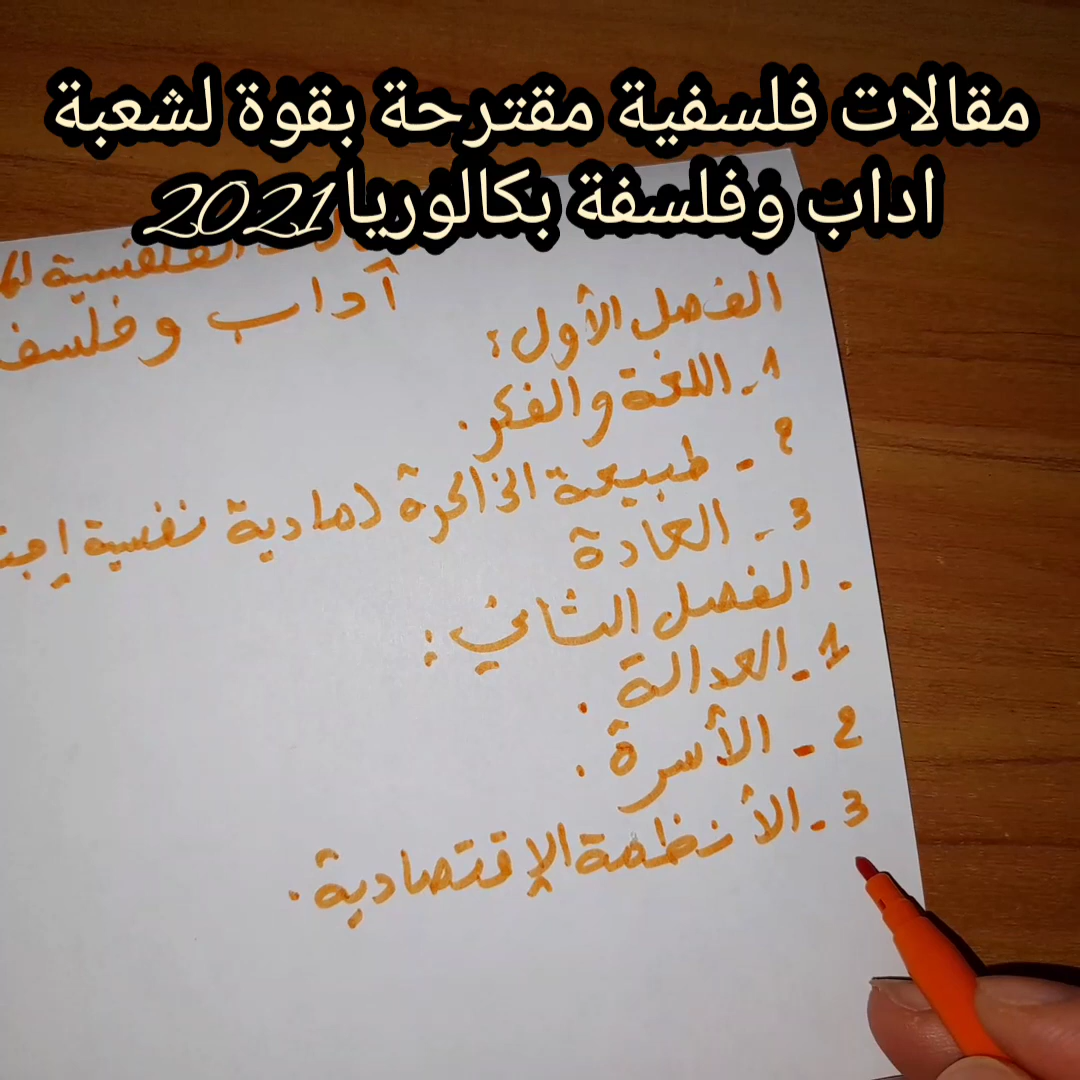 مقالات فلسفية مقترحة بقوة لشعبة
اداب وفلسفة بكالوريا 2021
آداب وفلسف
الفصل الأول:
1- اللغة والفكر.
2- طبيعة الذاكرة (مادية نفسية إجت
3- العادة
. الفصل الثاني:
1- العدالة.
2- الأسرة.
3- الأنظمة الإقتصادية.